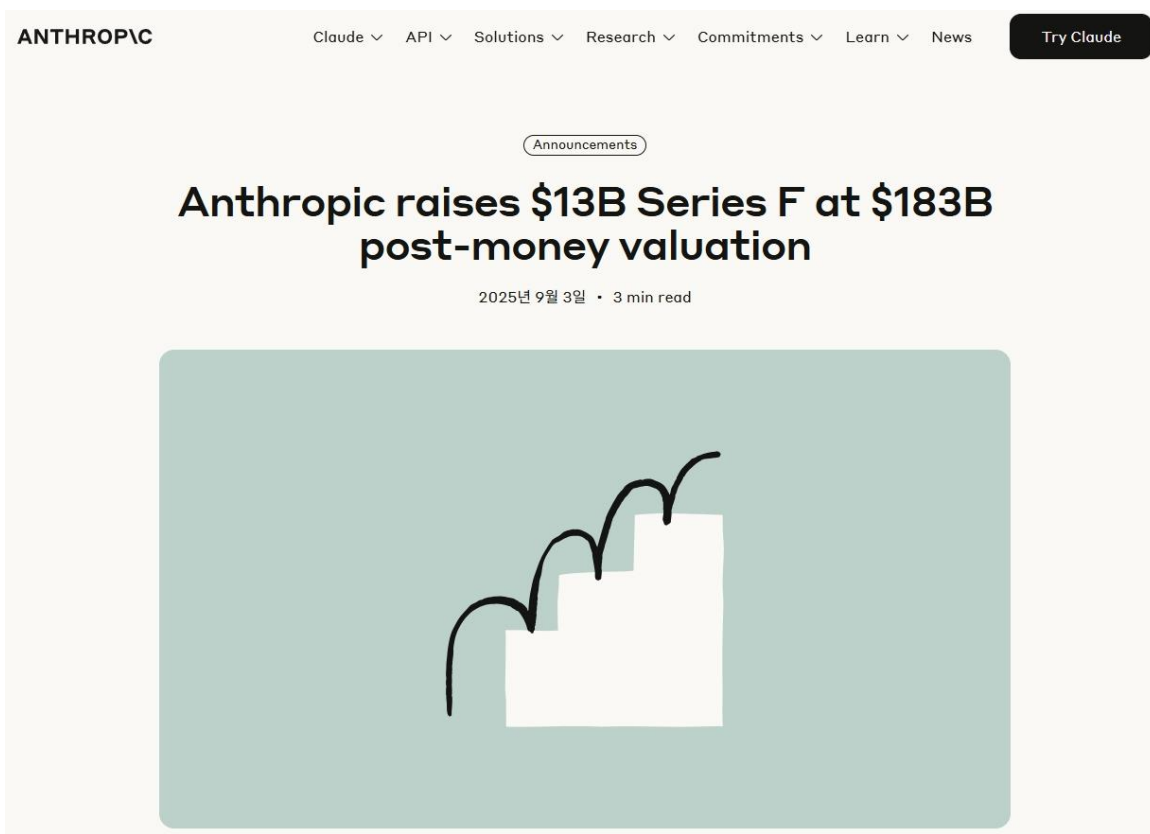 ANTHROP\C
Claude API Solutions Research Commitments Learn News Try Claude
Announcements
Anthropic raises $13B Series F at $183B
post-money valuation
2025년 9월 3일 • 3 min read